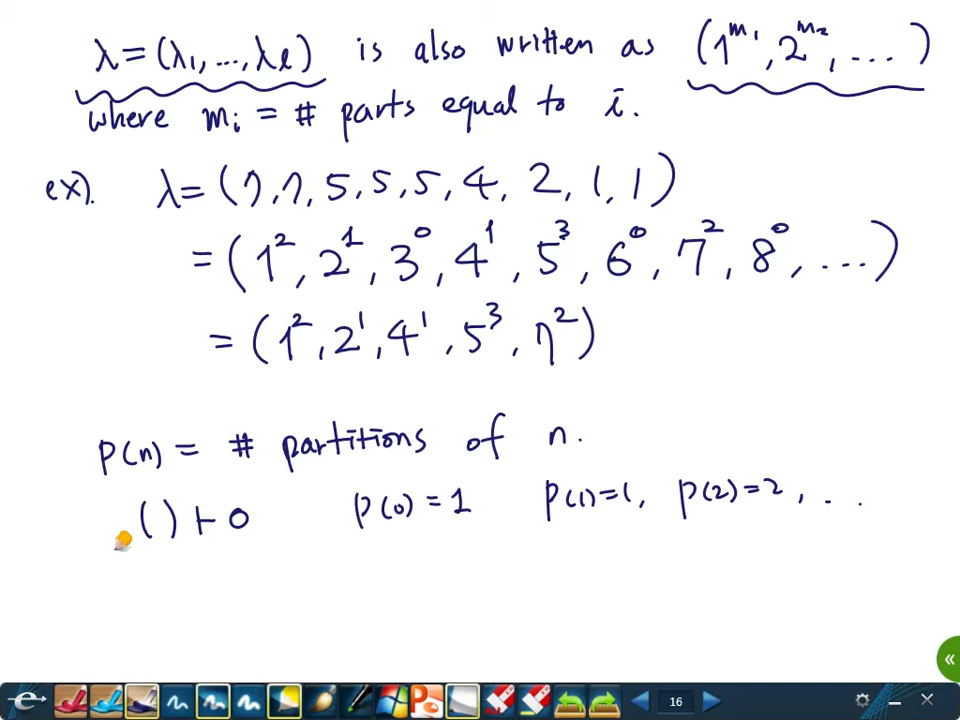 λ=(λ₁,...,λℓ) is also written as (1^m₁, 2^m₂, ...)
where mᵢ = # parts equal to i.
ex). λ=(7,7,5,5,5,4,2,1,1)
=(1²,2¹,3⁰,4¹,5³,6⁰,7²,8⁰,...)
=(1²,2¹,4¹,5³,7²)
p(n) = # partitions of n.
( ) ⊢ 0 p(0)=1 p(1)=1, p(2)=2, ...
16